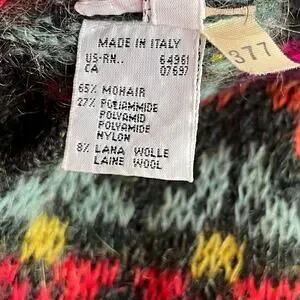 MADE IN ITALY
US-RN.. 64961
CA 07697
65% MOHAIR
27% POLIAMMIDE
POLYAMID
POLYAMIDE
NYLON
8% LANA WOLLE
LAINE WOOL
377